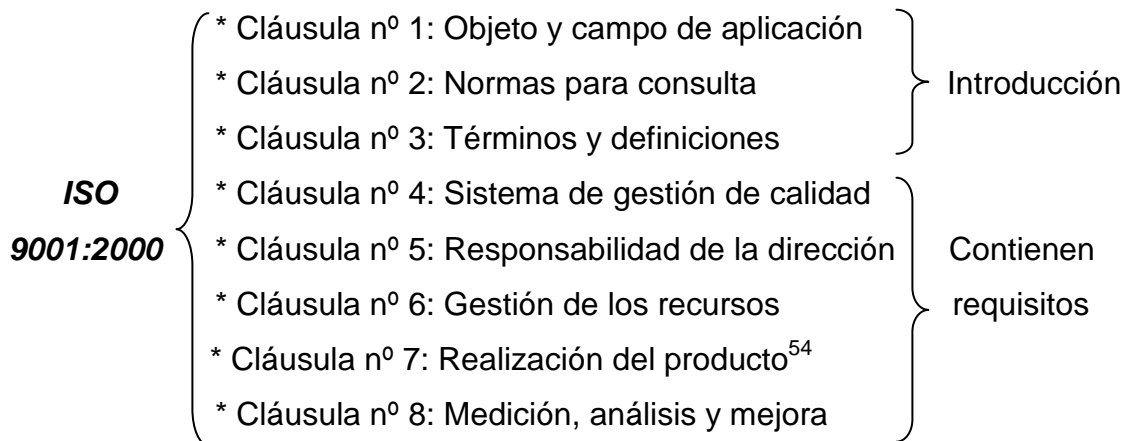 * Cláusula nº 1: Objeto y campo de aplicación
* Cláusula nº 2: Normas para consulta
Introducción
* Cláusula nº 3: Términos y definiciones
ISO
9001:2000
* Cláusula nº 4: Sistema de gestión de calidad
* Cláusula nº 5: Responsabilidad de la dirección
* Cláusula nº 6: Gestión de los recursos
* Cláusula nº 7: Realización del producto54
* Cláusula nº 8: Medición, análisis y mejora
Contienen
requisitos